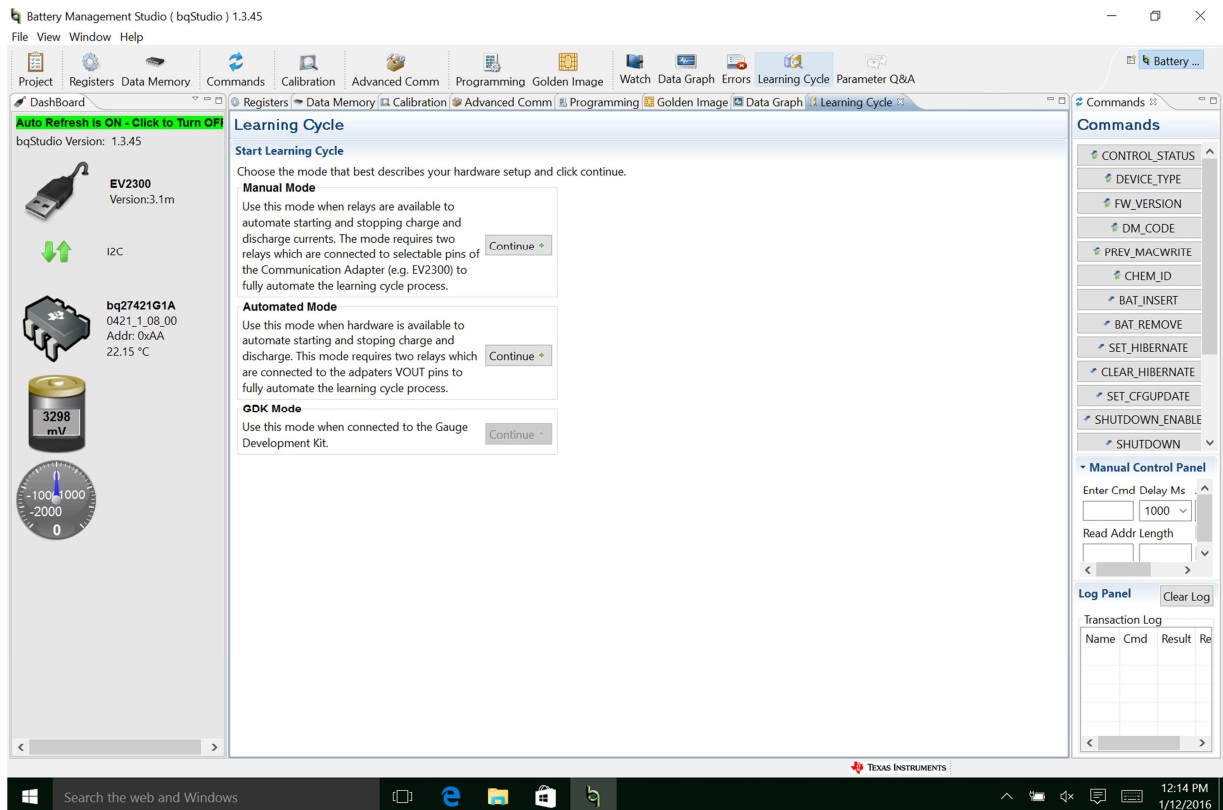 Battery Management Studio ( bqStudio ) 1.3.45
File View Window Help
Project Registers Data Memory Commands Calibration Advanced Comm Programming Golden Image Watch Data Graph Errors Learning Cycle Parameter Q&A
Battery ...
DashBoard
Registers Data Memory Calibration Advanced Comm Programming Golden Image Data Graph Learning Cycle
Commands
Auto Refresh is ON - Click to Turn OFF
bqStudio Version: 1.3.45
EV2300
Version:3.1m
I2C
bq27421G1A
0421_1_08_00
Addr: 0xAA
22.15 °C
3298
mV
0
-100 1000
-2000
0
Learning Cycle
Start Learning Cycle
Choose the mode that best describes your hardware setup and click continue.
Manual Mode
Use this mode when relays are available to
automate starting and stopping charge and
discharge currents. The mode requires two
relays which are connected to selectable pins of
the Communication Adapter (e.g. EV2300) to
fully automate the learning cycle process.
Continue
Automated Mode
Use this mode when hardware is available to
automate starting and stoping charge and
discharge. This mode requires two relays which
are connected to the adpaters VOUT pins to
fully automate the learning cycle process.
Continue
GDK Mode
Use this mode when connected to the Gauge
Development Kit.
Continue
Commands
CONTROL_STATUS
DEVICE_TYPE
FW_VERSION
DM_CODE
PREV_MACWRITE
CHEM_ID
BAT_INSERT
BAT_REMOVE
SET_HIBERNATE
CLEAR_HIBERNATE
SET_CFGUPDATE
SHUTDOWN_ENABLE
SHUTDOWN
Manual Control Panel
Enter Cmd Delay Ms
1000
Read Addr Length
Log Panel
Clear Log
Transaction Log
Name Cmd Result Re
TEXAS INSTRUMENTS
Search the web and Windows
12:14 PM
1/12/2016